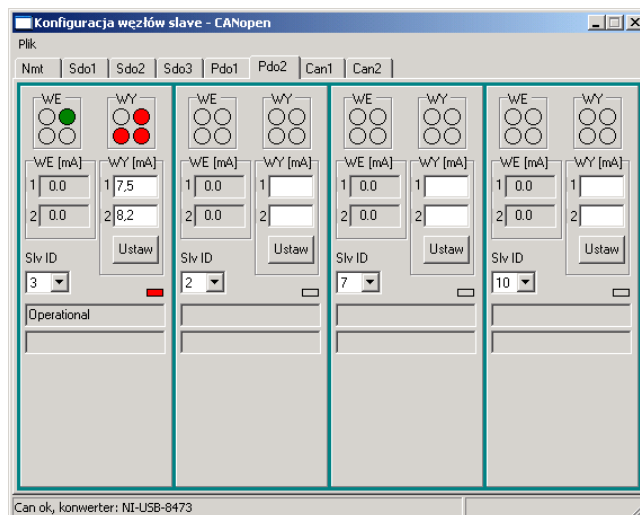 Konfiguracja węzłów slave - CANopen
Plik
Nmt Sdo1 Sdo2 Sdo3 Pdo1 Pdo2 Can1 Can2
WE WY WE WY WE WY WE WY
WE [mA] WY [mA] WE [mA] WY [mA] WE [mA] WY [mA] WE [mA] WY [mA]
1 0.0 1 7,5 1 0.0 1 1 0.0 1 1 0.0 1
2 0.0 2 8,2 2 0.0 2 2 0.0 2 2 0.0 2
Ustaw Ustaw Ustaw Ustaw
Slv ID Slv ID Slv ID Slv ID
3 2 7 10
Operational
Can ok, konwerter: NI-USB-8473